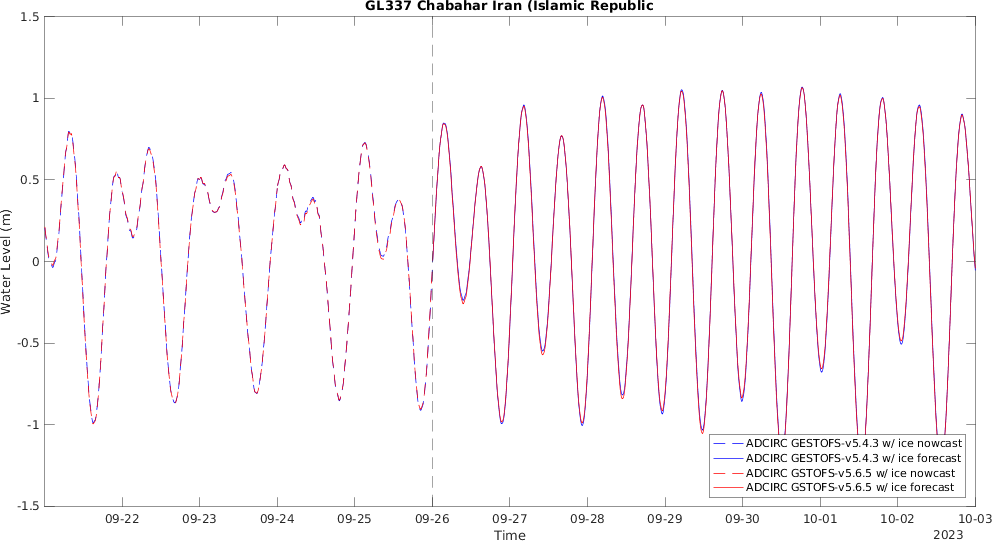 GL337 Chabahar Iran (Islamic Republic
1.5
1
0.5
0
-0.5
-1
-1.5
Water Level (m)
ADCIRC GESTOFS-v5.4.3 w/ ice nowcast
ADCIRC GESTOFS-v5.4.3 w/ ice forecast
ADCIRC GSTOFS-v5.6.5 w/ ice nowcast
ADCIRC GSTOFS-v5.6.5 w/ ice forecast
09-22 09-23 09-24 09-25 09-26 09-27 09-28 09-29 09-30 10-01 10-02 10-03
Time
2023